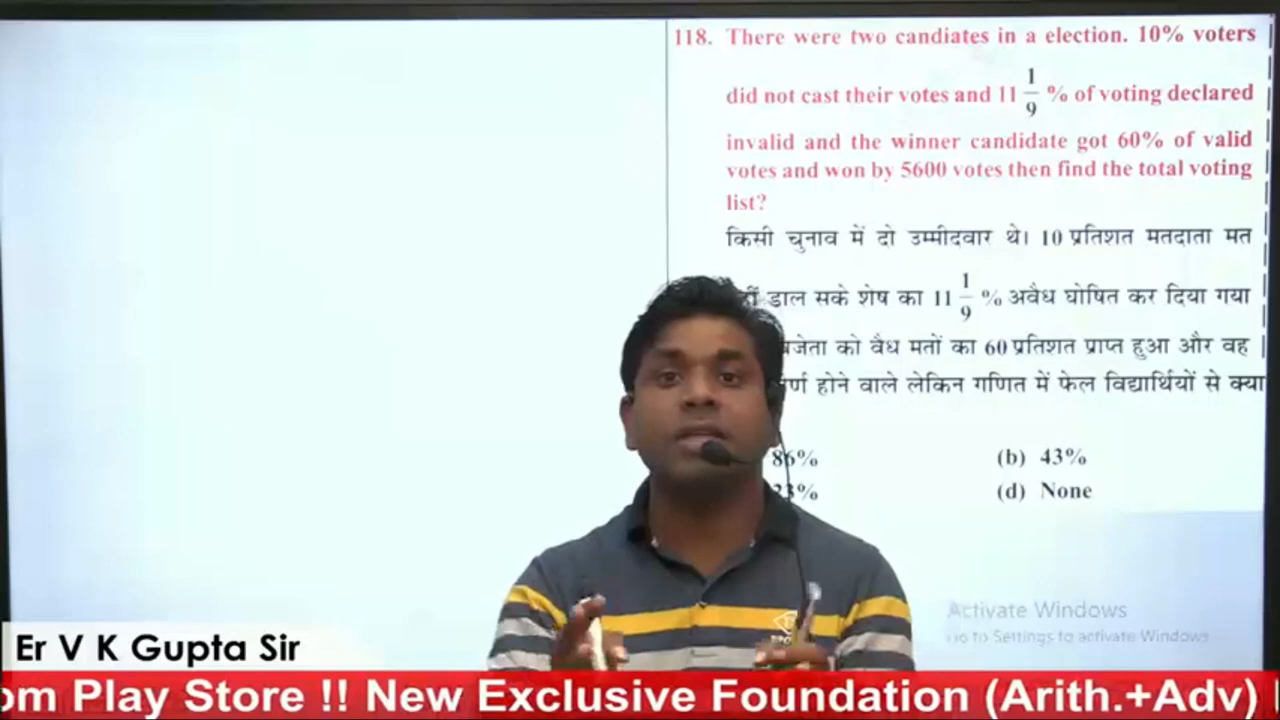 118. There were two candiates in a election. 10% voters
did not cast their votes and 11 1/9 % of voting declared
invalid and the winner candidate got 60% of valid
votes and won by 5600 votes then find the total voting
list?
किसी चुनाव में दो उम्मीदवार थे। 10 प्रतिशत मतदाता मत
डाल सके शेष का 11 1/9 % अवैध घोषित कर दिया गया
को वैध मतों का 60 प्रतिशत प्राप्त हुआ और वह
होने वाले लेकिन गणित में फेल विद्यार्थियों से क्या
86% (b) 43%
(d) None
Activate Windows
Go to Settings to activate Windows
Er V K Gupta Sir
Play Store !! New Exclusive Foundation (Arith.+Adv)